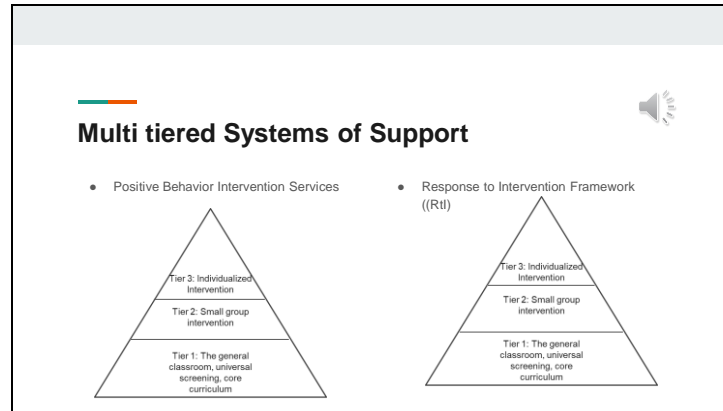 Multi tiered Systems of Support
● Positive Behavior Intervention Services
Tier 3: Individualized
Intervention
Tier 2: Small group
intervention
Tier 1: The general
classroom, universal
screening, core
curriculum
● Response to Intervention Framework
((RtI)
Tier 3: Individualized
Intervention
Tier 2: Small group
intervention
Tier 1: The general
classroom, universal
screening, core
curriculum